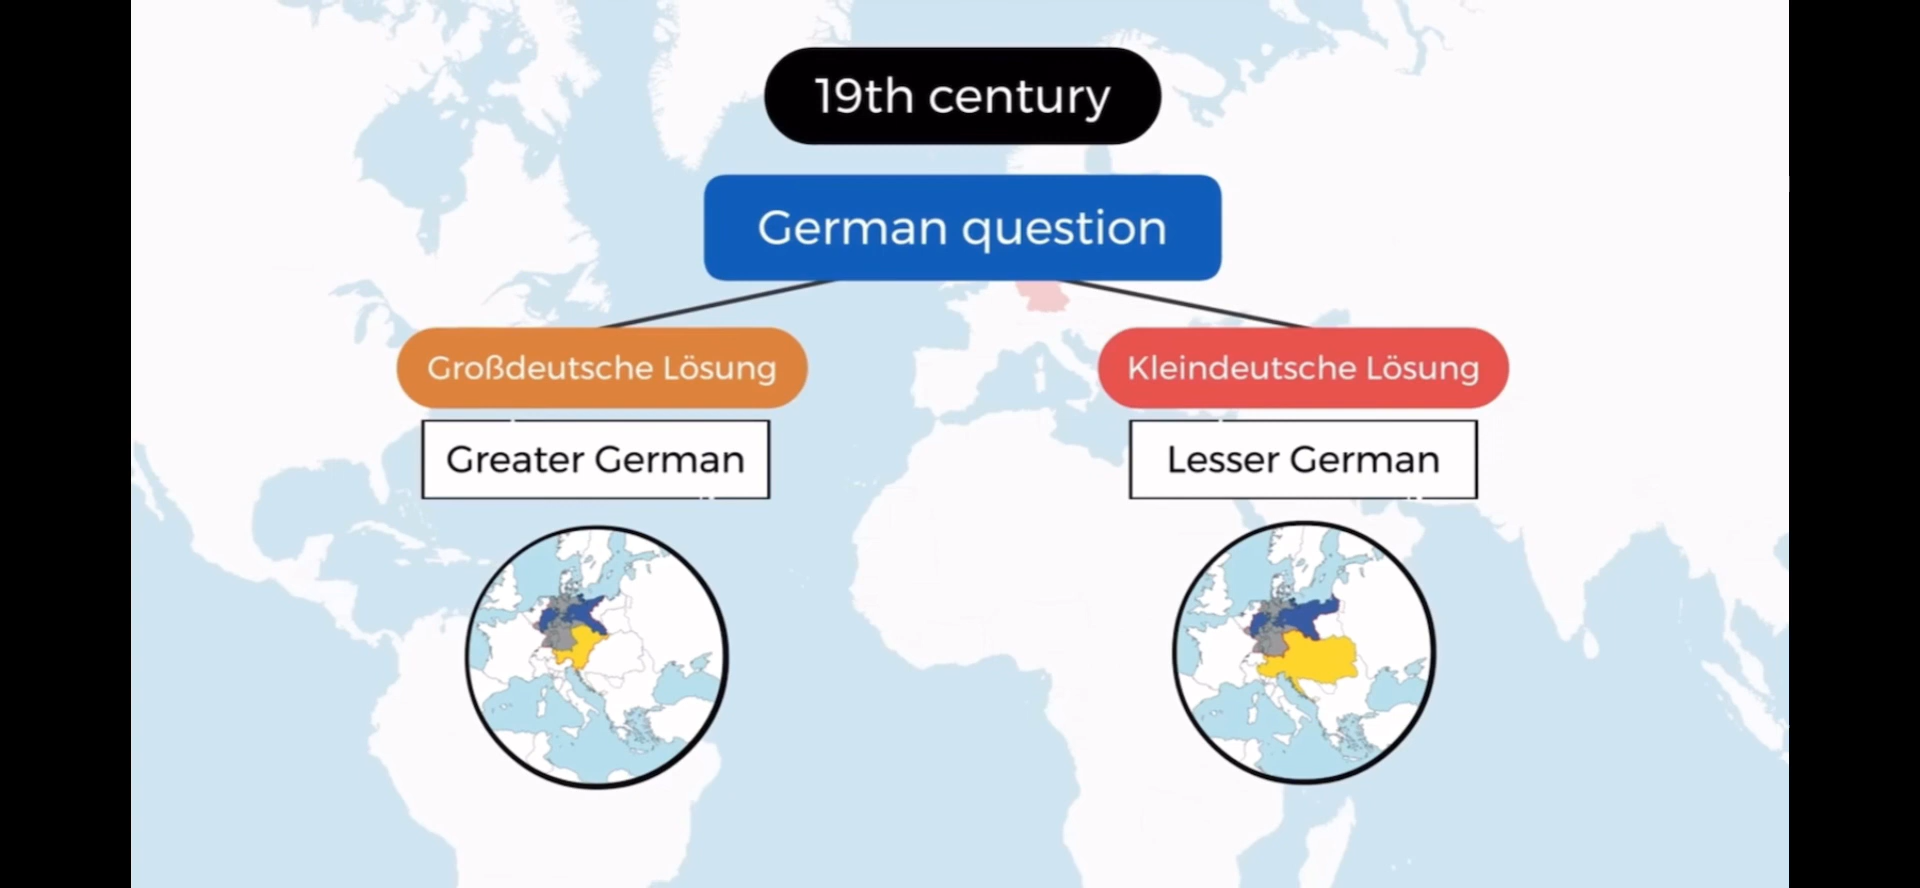 19th century
German question
Großdeutsche Lösung
Kleindeutsche Lösung
Greater German
Lesser German